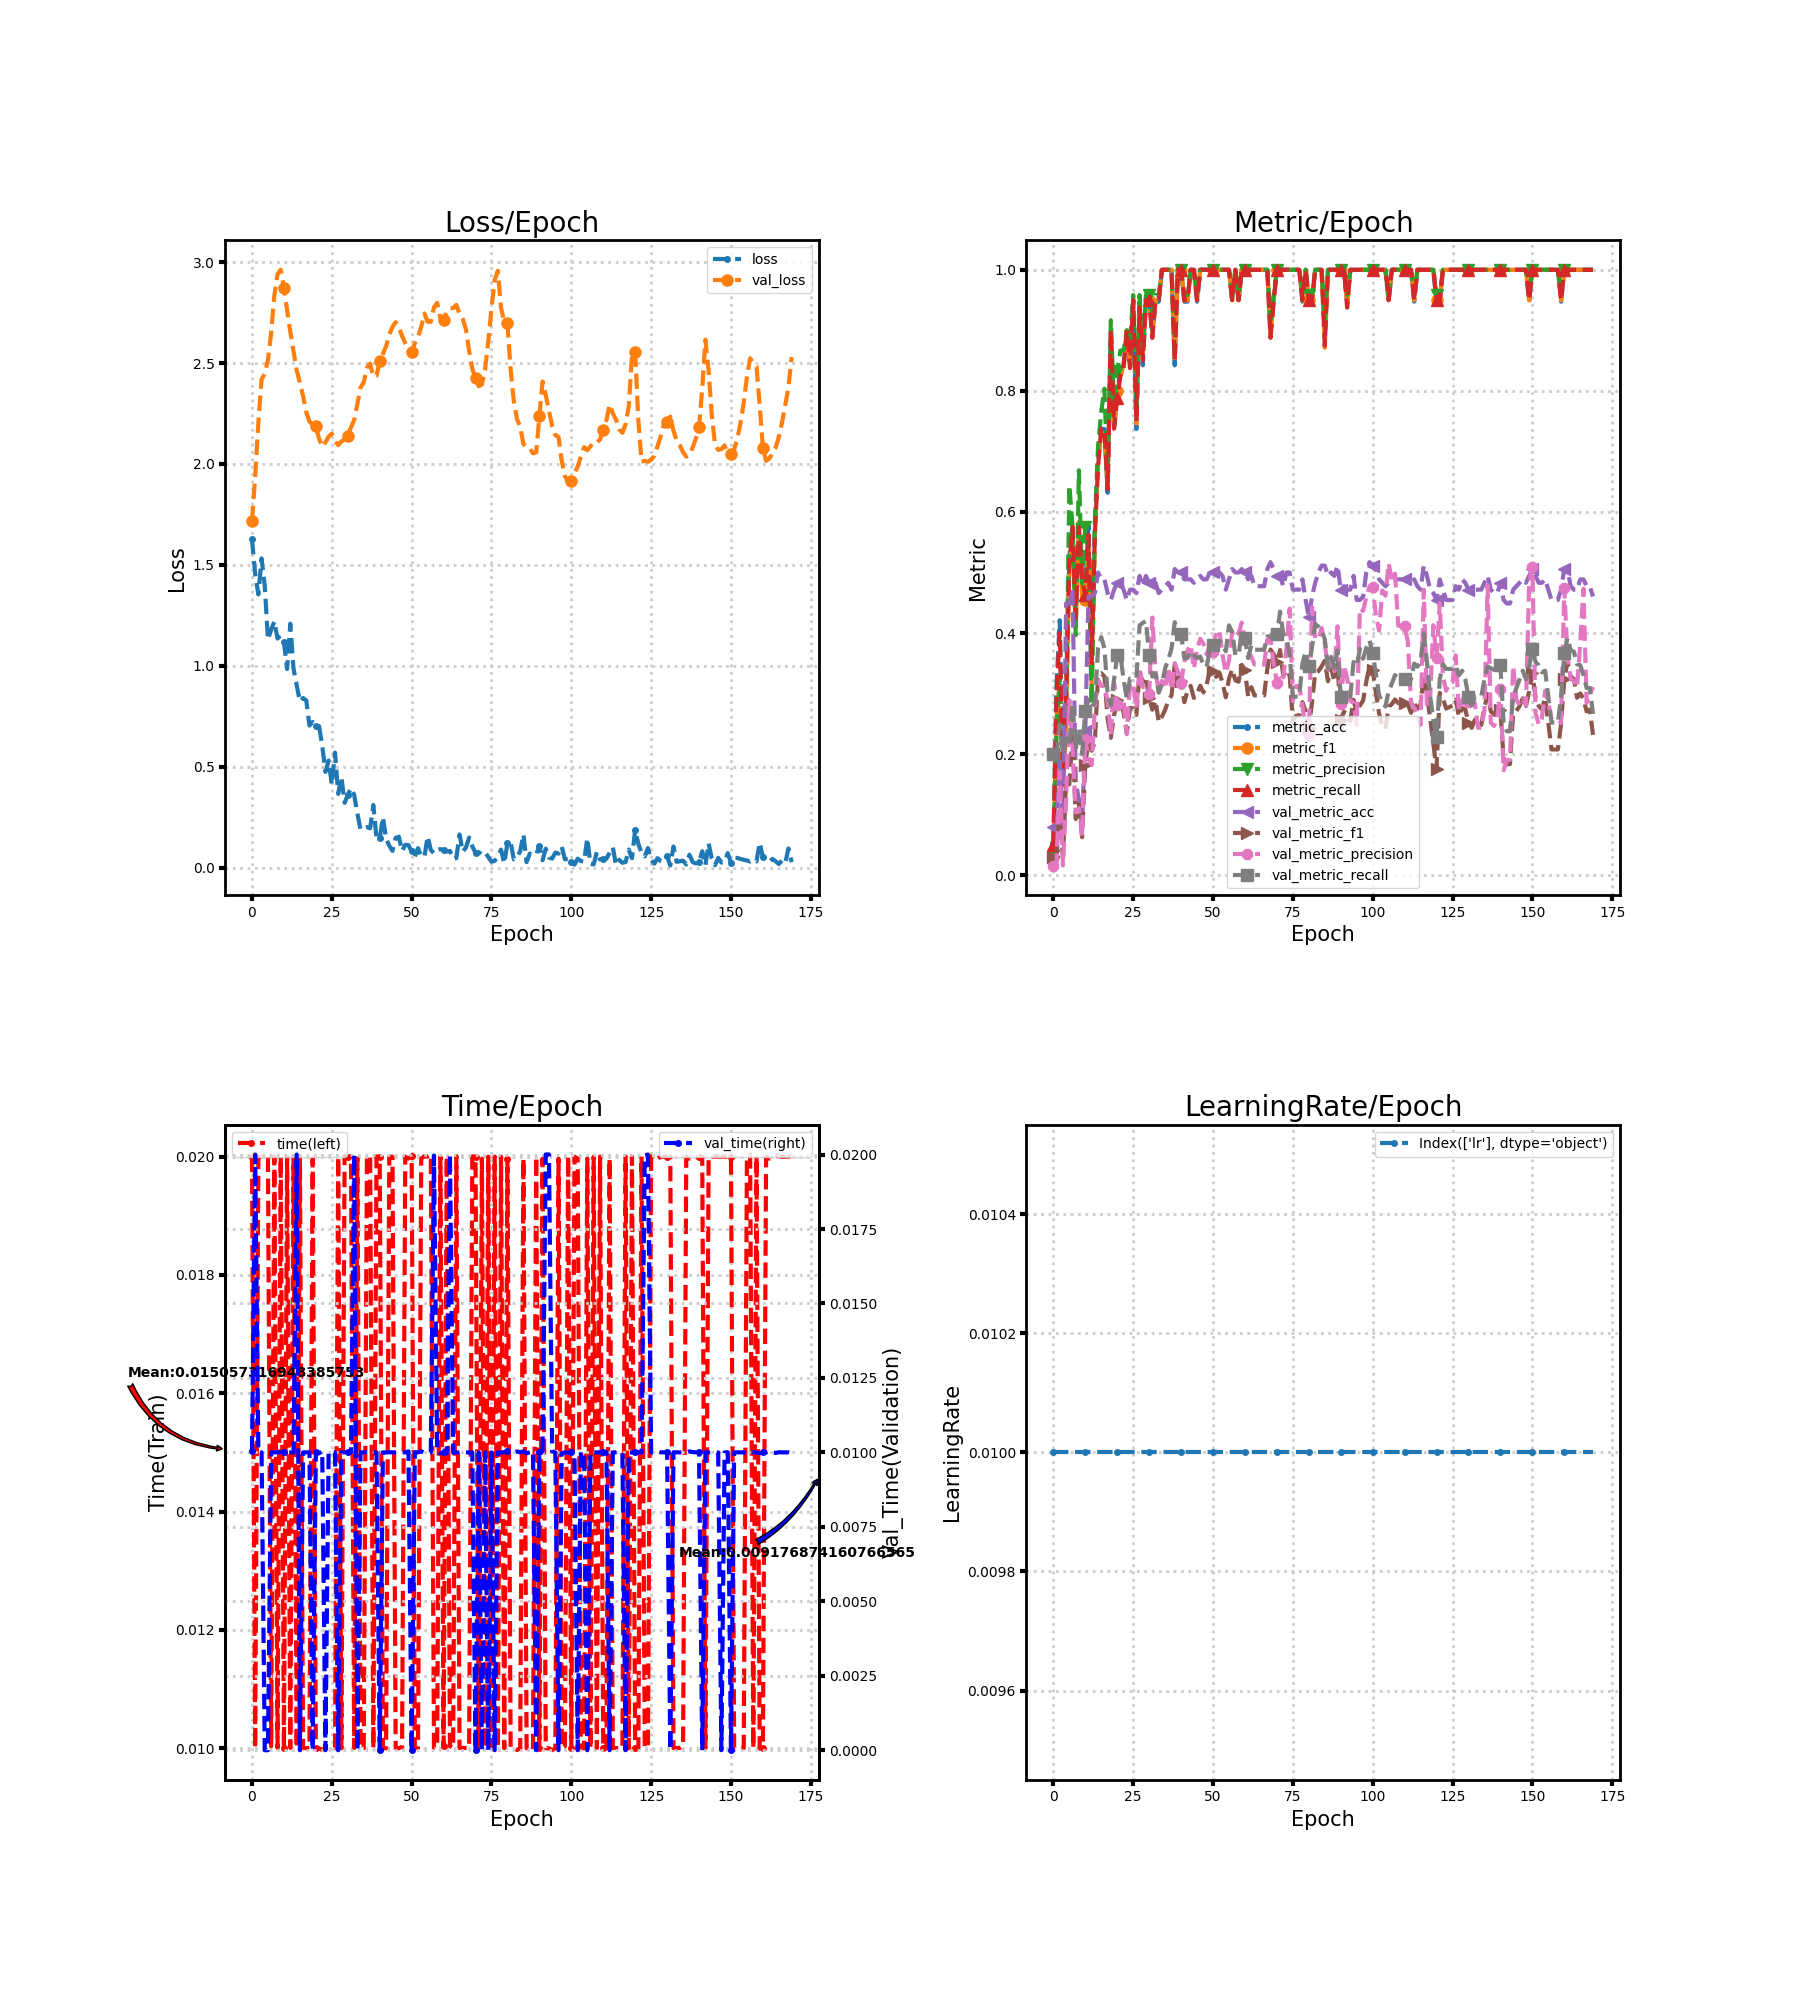 Loss/Epoch
3.0
2.5
2.0
1.5
1.0
0.5
0.0
Loss
loss
val_loss
0 25 50 75 100 125 150 175
Epoch
Metric/Epoch
1.0
0.8
0.6
0.4
0.2
0.0
Metric
metric_acc
metric_f1
metric_precision
metric_recall
val_metric_acc
val_metric_f1
val_metric_precision
val_metric_recall
0 25 50 75 100 125 150 175
Epoch
Time/Epoch
time(left)
val_time(right)
0.020
0.018
0.016
0.014
0.012
0.010
Time(Train)
0.0200
0.0175
0.0150
0.0125
0.0100
0.0075
0.0050
0.0025
0.0000
Val_Time(Validation)
0 25 50 75 100 125 150 175
Epoch
LearningRate/Epoch
Index(['lr'], dtype='object')
0.0104
0.0102
0.0100
0.0098
0.0096
LearningRate
0 25 50 75 100 125 150 175
Epoch